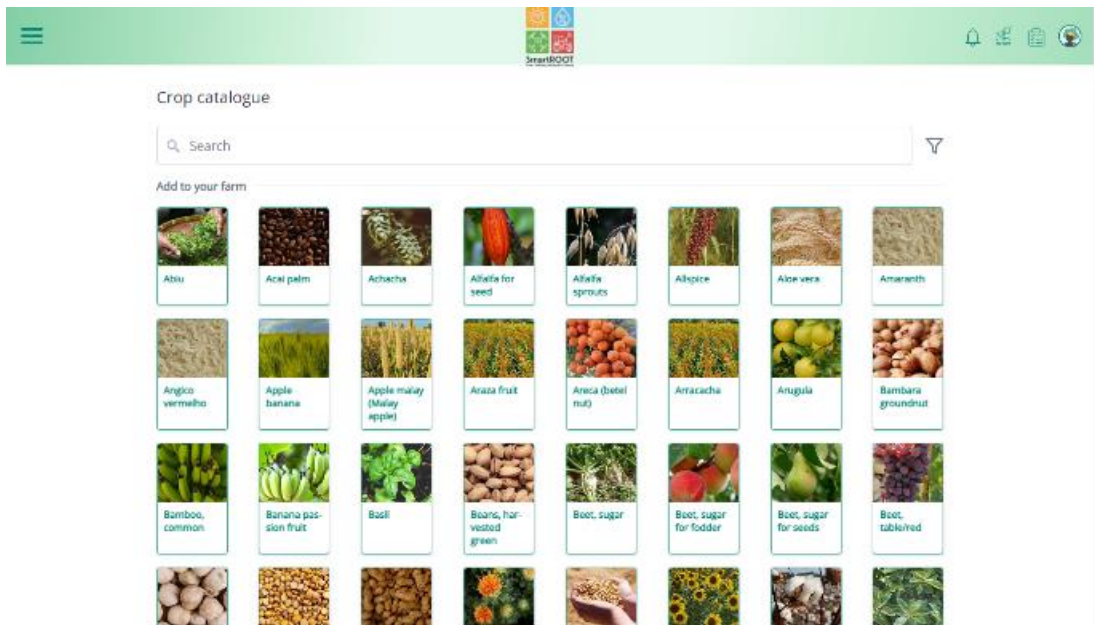 SmartROOT
Crop catalogue
Search
Add to your farm
Abiu
Acai palm
Achacha
Alfalfa for
seed
Alfalfa
sprouts
Allspice
Aloe vera
Amaranth
Angico
vermelho
Apple
banana
Apple malay
(Malay
apple)
Araza fruit
Areca (betel
nut)
Arracacha
Arugula
Bambara
groundnut
Bamboo,
common
Banana pas-
sion fruit
Basil
Beans, har-
vested
green
Beet, sugar
Beet, sugar
for fodder
Beet, sugar
for seeds
Beet,
table/red